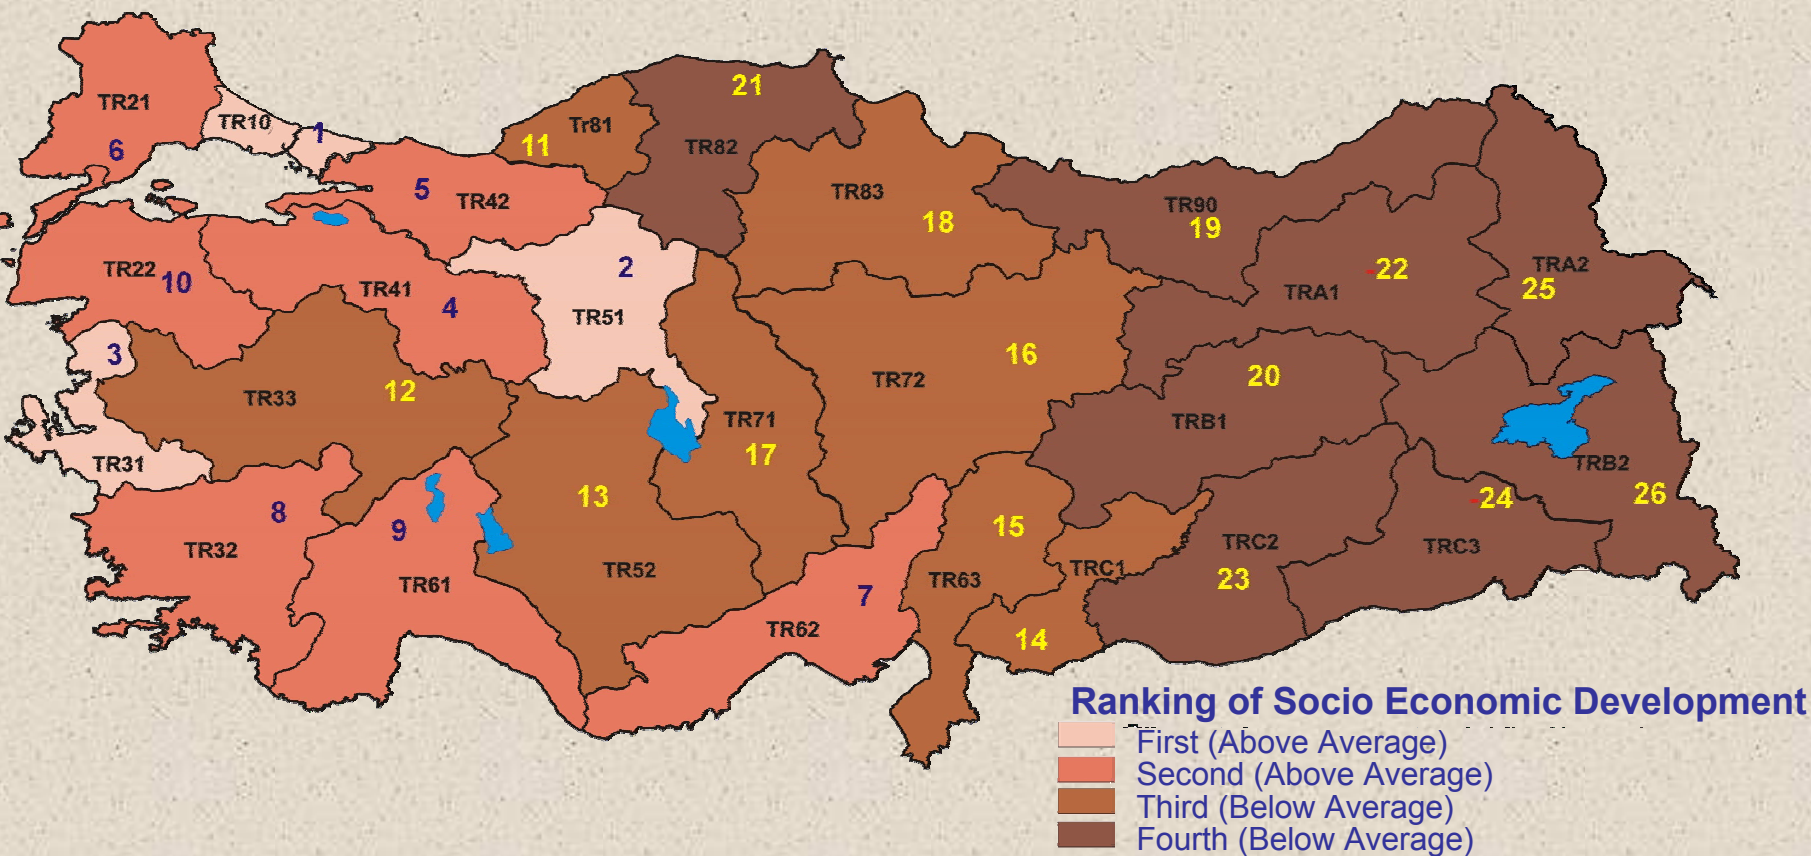 21
TR21
TR10
1
Tr81
11
TR82
6
5
TR42
TR83
18
TR90
19
2
TR22
10
TR41
4
TR51
-22
TRA1
TRA2
25
3
16
TR72
20
12
TR33
TR71
17
TRB1
TR31
TRB2
26
13
-24
8
9
15
TR32
TR61
TR52
TR63
TRC1
TRC2
23
TRC3
7
TR62
14
Ranking of Socio Economic Development
First (Above Average)
Second (Above Average)
Third (Below Average)
Fourth (Below Average)